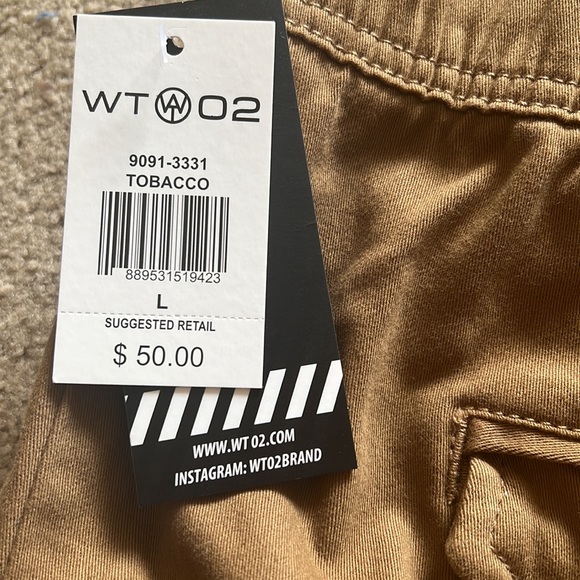 WT 02
9091-3331
TOBACCO
889531519423
L
SUGGESTED RETAIL
$ 50.00
WWW.WT02.COM
INSTAGRAM: WT02BRAND